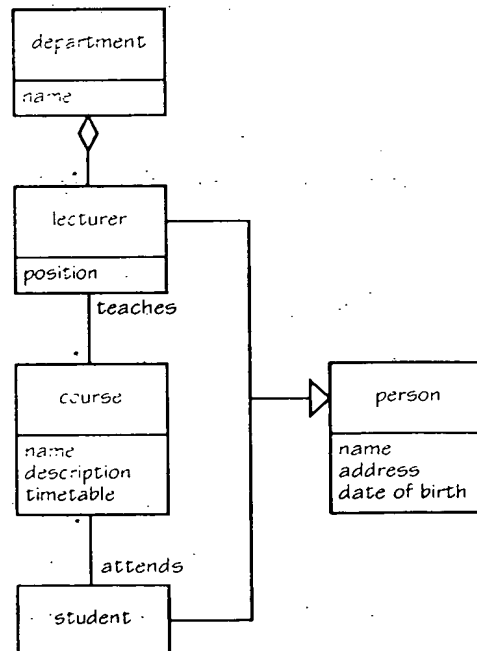 department
name
lecturer
position
teaches
course
name
description
timetable
person
name
address
date of birth
attends
student